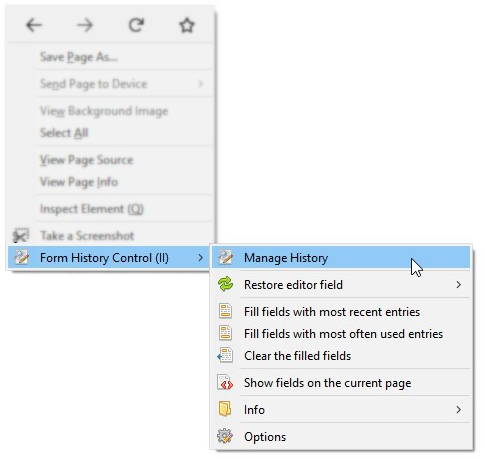 Save Page As...
Send Page to Device
View Background Image
Select All
View Page Source
View Page Info
Inspect Element (Q)
Take a Screenshot
Form History Control (II)
Manage History
Restore editor field
Fill fields with most recent entries
Fill fields with most often used entries
Clear the filled fields
Show fields on the current page
Info
Options